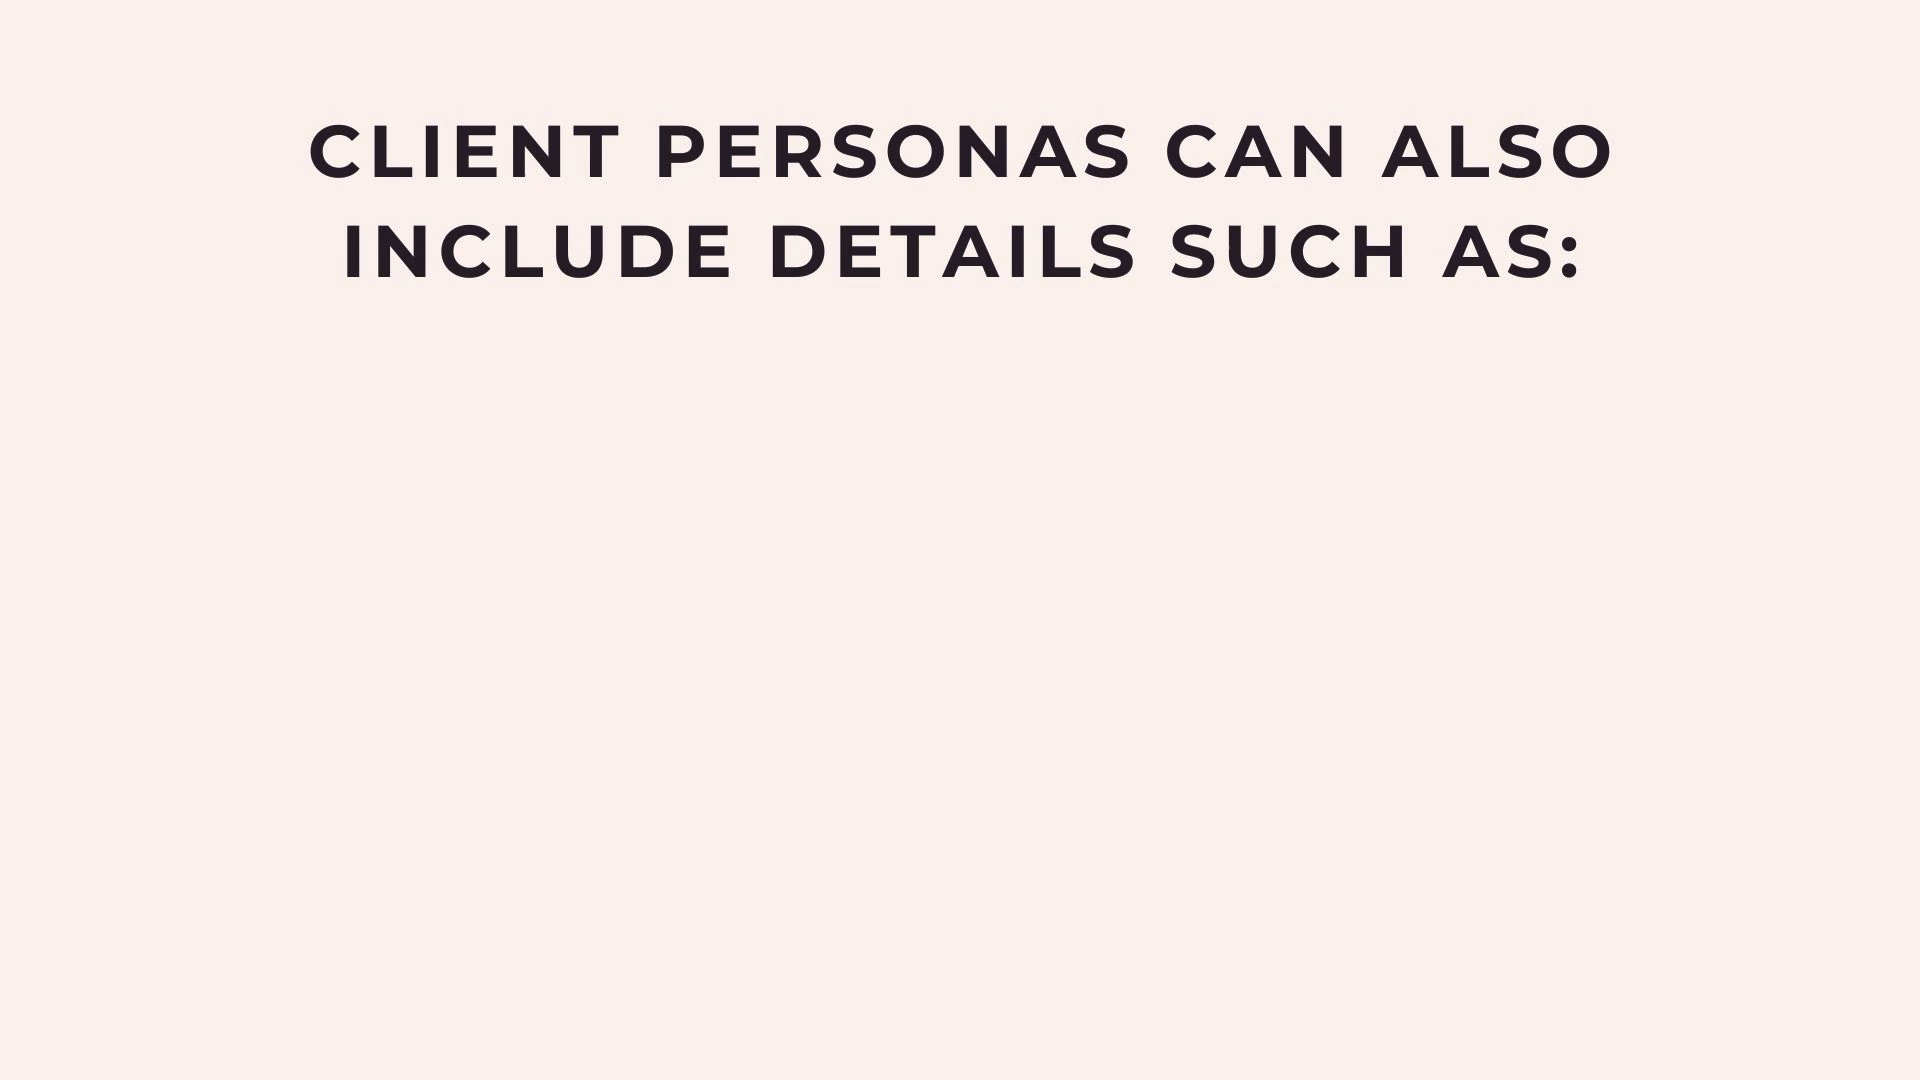 CLIENT PERSONAS CAN ALSO
INCLUDE DETAILS SUCH AS: